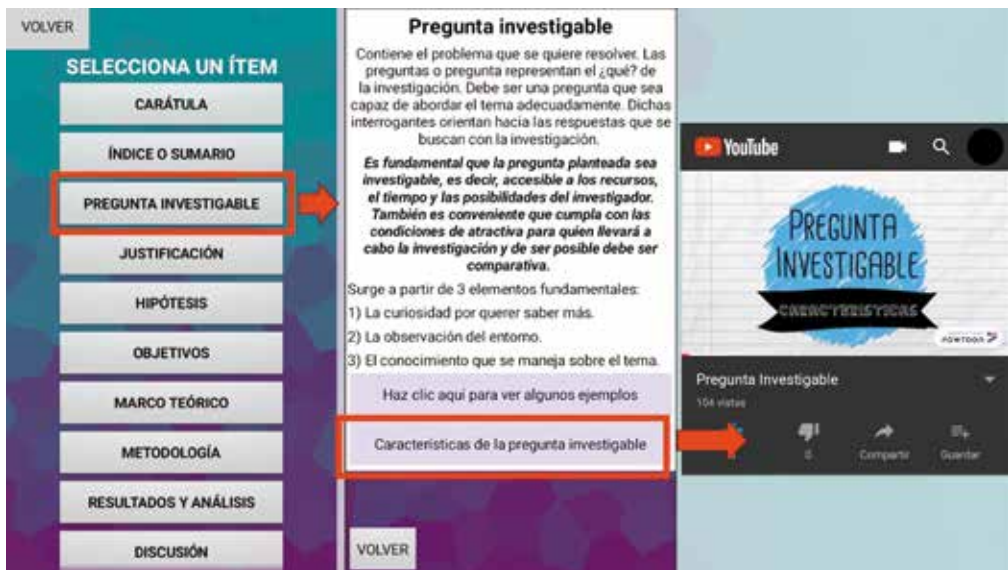 VOLVER
SELECCIONA UN ÍTEM
CARÁTULA
ÍNDICE O SUMARIO
PREGUNTA INVESTIGABLE
JUSTIFICACIÓN
HIPÓTESIS
OBJETIVOS
MARCO TEÓRICO
METODOLOGÍA
RESULTADOS Y ANÁLISIS
DISCUSIÓN
Pregunta investigable
Contiene el problema que se quiere resolver. Las
preguntas o pregunta representan el ¿qué? de
la investigación. Debe ser una pregunta que sea
capaz de abordar el tema adecuadamente. Dichas
interrogantes orientan hacia las respuestas que se
buscan con la investigación.
Es fundamental que la pregunta planteada sea
investigable, es decir, accesible a los recursos,
el tiempo y las posibilidades del investigador.
También es conveniente que cumpla con las
condiciones de atractiva para quien llevará a
cabo la investigación y de ser posible debe ser
comparativa.
Surge a partir de 3 elementos fundamentales:
1) La curiosidad por querer saber más.
2) La observación del entorno.
3) El conocimiento que se maneja sobre el tema.
Haz clic aquí para ver algunos ejemplos
Características de la pregunta investigable
VOLVER
YouTube
PREGUNTA
INVESTIGABLE
CARACTERÍSTICAS
POWTOON
Pregunta Investigable
104 vistas
0
Compartir
Guardar